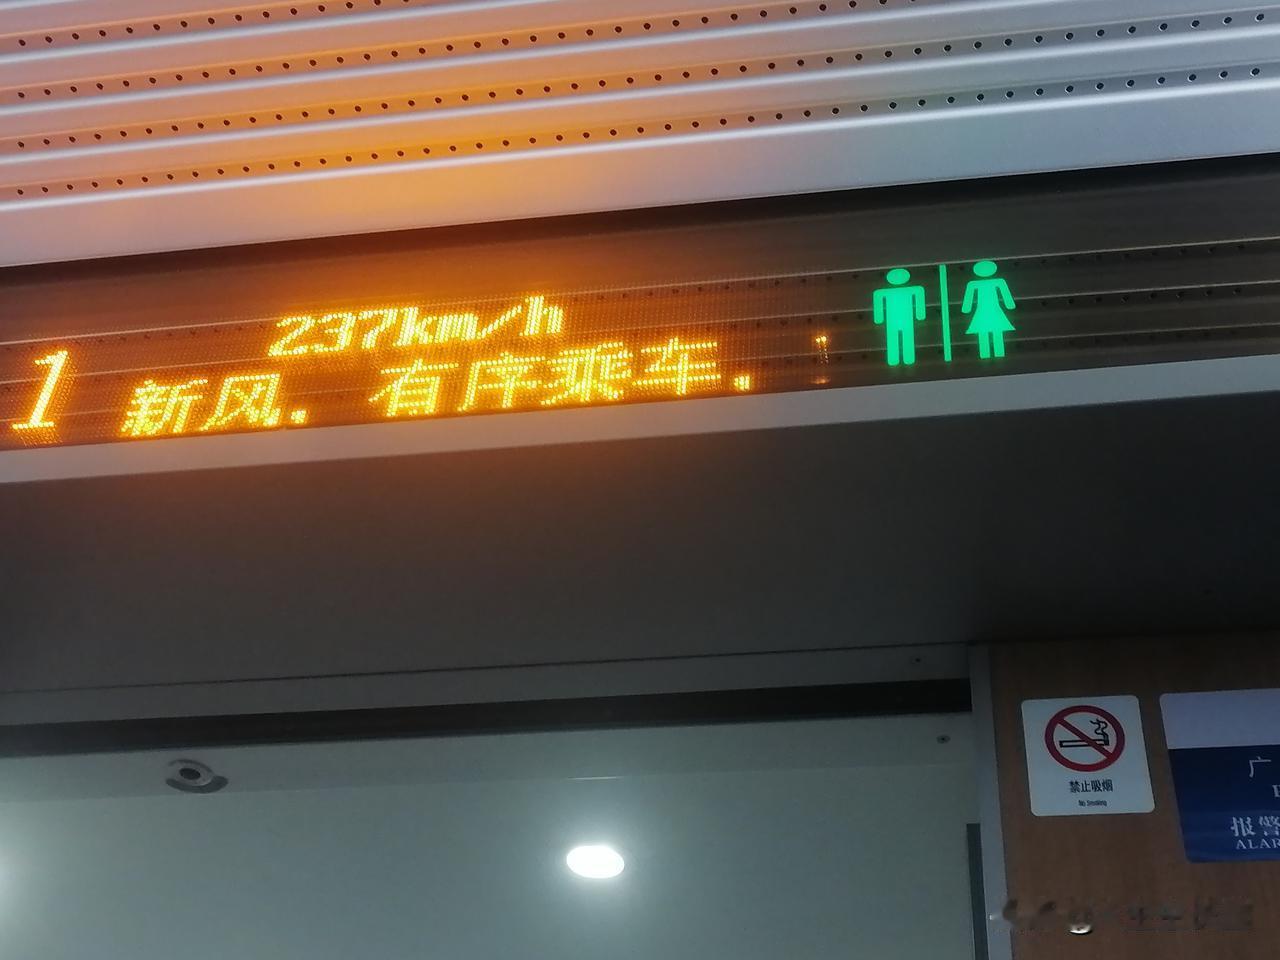 237km/h
1 新风.有序乘车.
禁止吸烟
No Smoking
广
报警
ALAR